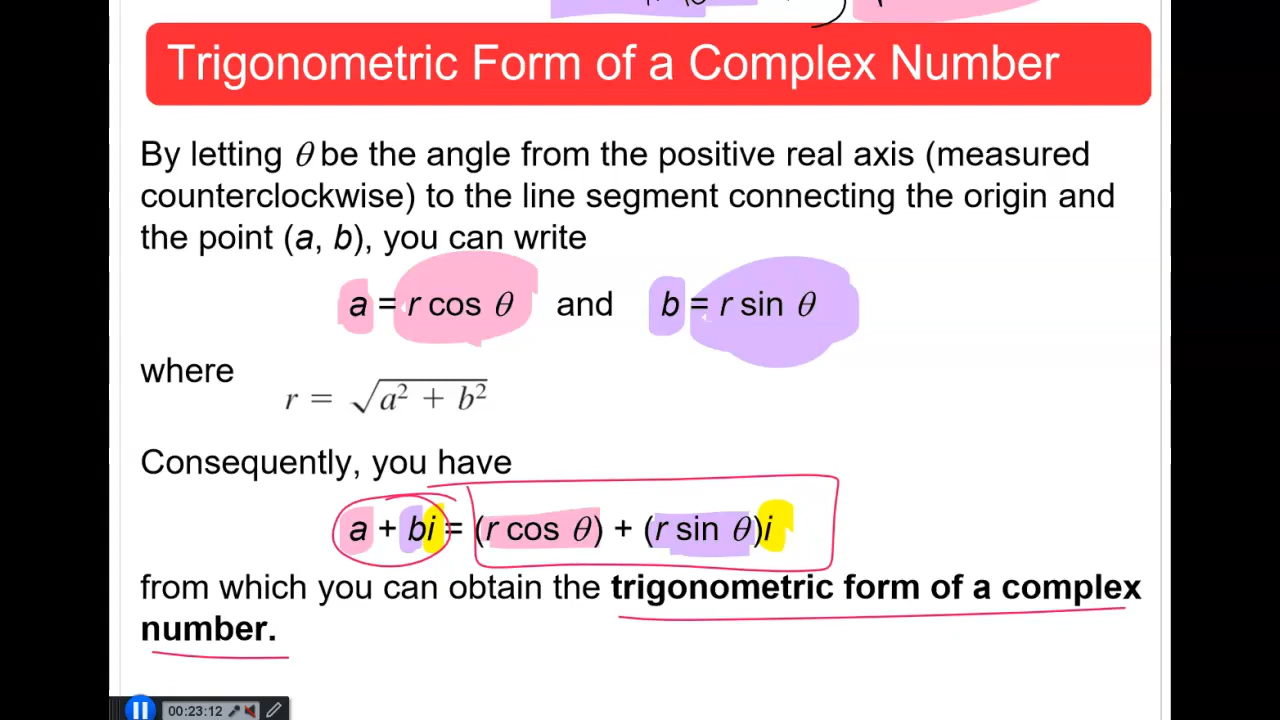 Trigonometric Form of a Complex Number
By letting θ be the angle from the positive real axis (measured
counterclockwise) to the line segment connecting the origin and
the point (a, b), you can write
a = r cos θ and b = r sin θ
where
r = √a² + b²
Consequently, you have
a + bi = (r cos θ) + (r sin θ)i
from which you can obtain the trigonometric form of a complex
number.
00:23:12